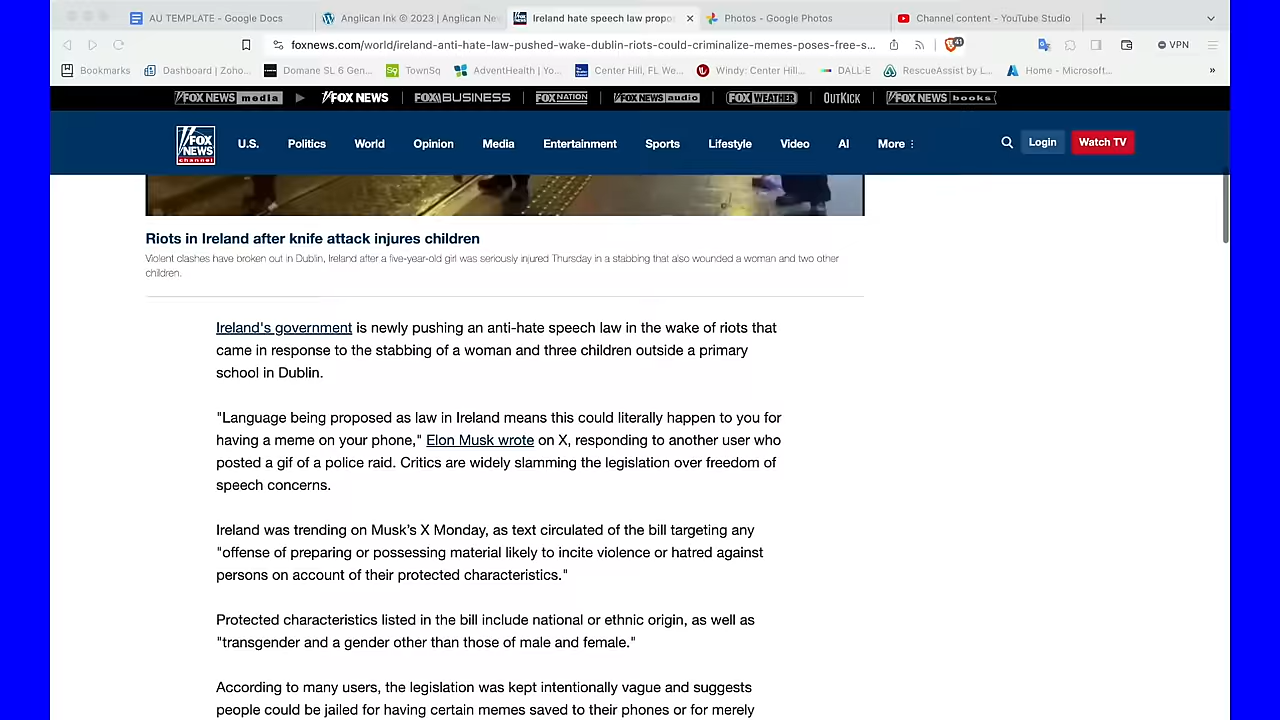 AU TEMPLATE - Google Docs
Anglican Ink © 2023 | Anglican Ne
Ireland hate speech law propo
Photos - Google Photos
Channel content - YouTube Studio
foxnews.com/world/ireland-anti-hate-law-pushed-wake-dublin-riots-could-criminalize-memes-poses-free-s...
41
VPN
Bookmarks
Dashboard | Zoho...
Domane SL 6 Gen...
SQ
TownSq
AdventHealth | Yo...
Center Hill, FL We...
Windy: Center Hill...
DALL·E
RescueAssist by L...
Home - Microsoft...
»
FOX NEWS media
FOX NEWS
FOX BUSINESS
FOX NATION
FOX NEWS audio
FOX WEATHER
OUTKICK
FOX NEWS books
FOX NEWS channel
U.S.
Politics
World
Opinion
Media
Entertainment
Sports
Lifestyle
Video
AI
More
Login
Watch TV
Riots in Ireland after knife attack injures children
Violent clashes have broken out in Dublin, Ireland after a five-year-old girl was seriously injured Thursday in a stabbing that also wounded a woman and two other
children.
Ireland's government is newly pushing an anti-hate speech law in the wake of riots that
came in response to the stabbing of a woman and three children outside a primary
school in Dublin.
"Language being proposed as law in Ireland means this could literally happen to you for
having a meme on your phone," Elon Musk wrote on X, responding to another user who
posted a gif of a police raid. Critics are widely slamming the legislation over freedom of
speech concerns.
Ireland was trending on Musk's X Monday, as text circulated of the bill targeting any
"offense of preparing or possessing material likely to incite violence or hatred against
persons on account of their protected characteristics."
Protected characteristics listed in the bill include national or ethnic origin, as well as
"transgender and a gender other than those of male and female."
According to many users, the legislation was kept intentionally vague and suggests
people could be jailed for having certain memes saved to their phones or for merely